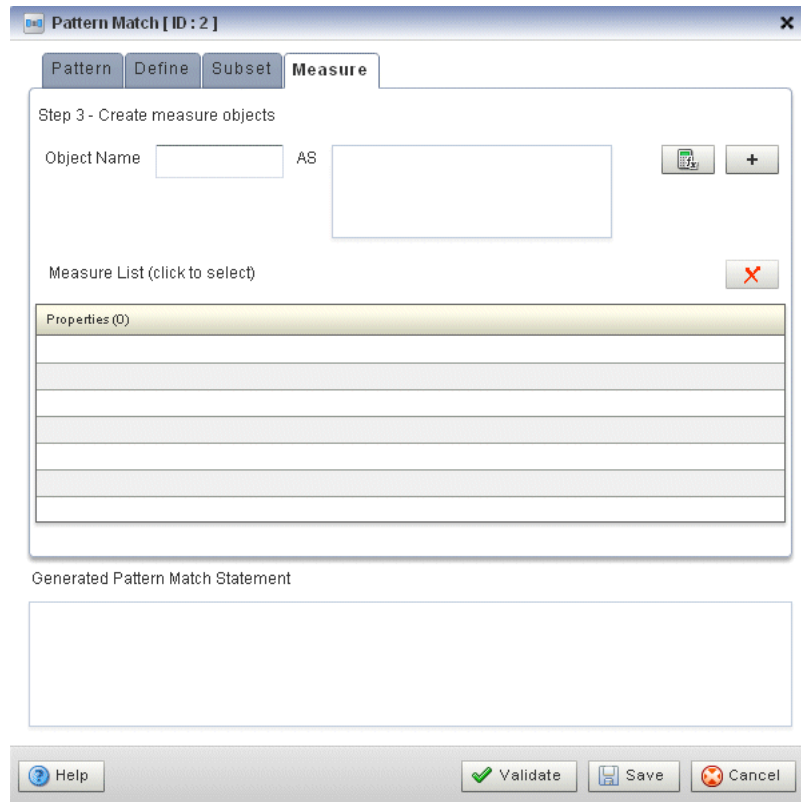 Pattern Match [ ID : 2 ]
Pattern Define Subset Measure
Step 3 - Create measure objects
Object Name AS fx +
Measure List (click to select)
Properties (0)
Generated Pattern Match Statement
Help Validate Save Cancel